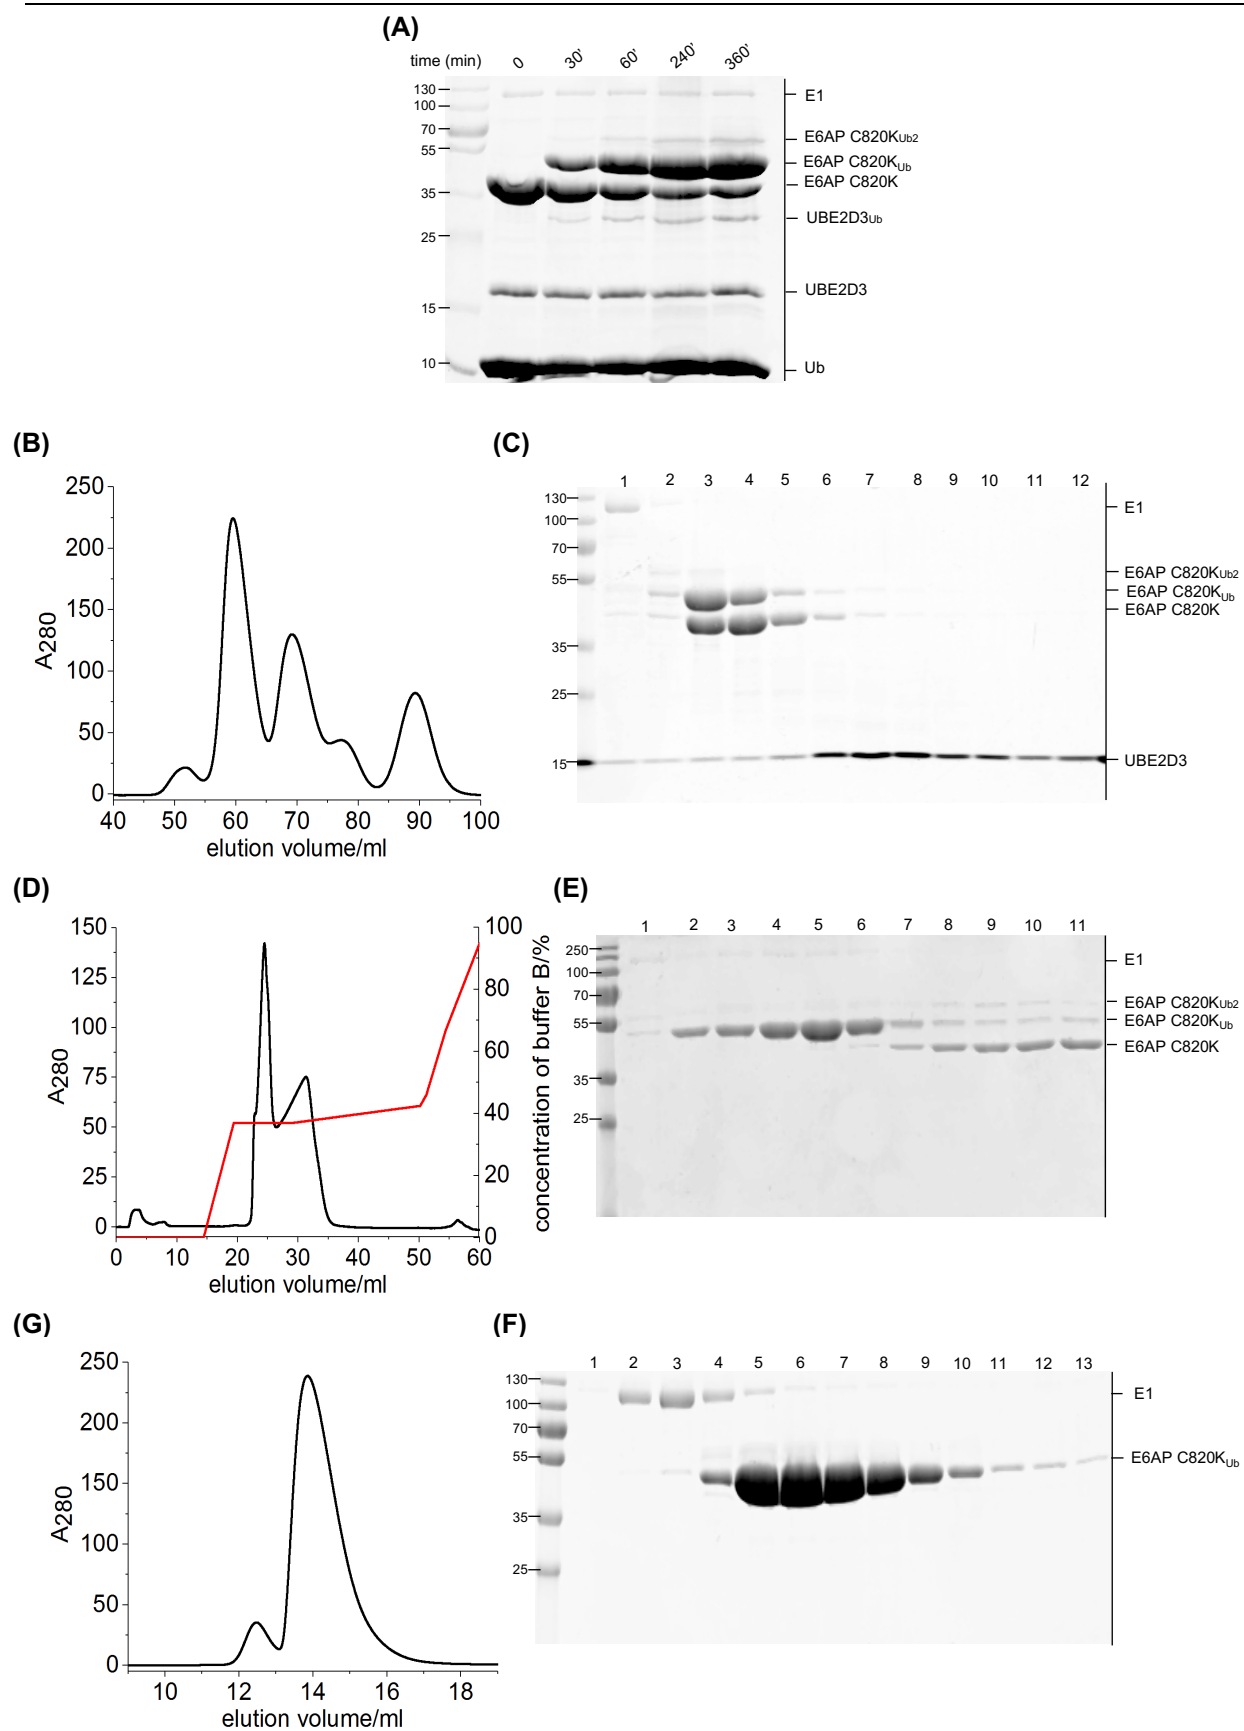 (A)
time (min) 0 30' 60' 240' 360'
130
100
70
55
35
25
15
10
E1
E6AP C820KUb2
E6AP C820KUb
E6AP C820K
UBE2D3Ub
UBE2D3
Ub
(B)
250
200
150
100
50
0
A280
40 50 60 70 80 90 100
elution volume/ml
(C)
1 2 3 4 5 6 7 8 9 10 11 12
130
100
70
55
35
25
15
E1
E6AP C820KUb2
E6AP C820KUb
E6AP C820K
UBE2D3
(D)
150
125
100
75
50
25
0
A280
100
80
60
40
20
0
concentration of buffer B/%
0 10 20 30 40 50 60
elution volume/ml
(E)
1 2 3 4 5 6 7 8 9 10 11
250
100
70
55
35
25
E1
E6AP C820KUb2
E6AP C820KUb
E6AP C820K
(G)
250
200
150
100
50
0
A280
10 12 14 16 18
elution volume/ml
(F)
1 2 3 4 5 6 7 8 9 10 11 12 13
130
100
70
55
35
25
E1
E6AP C820KUb